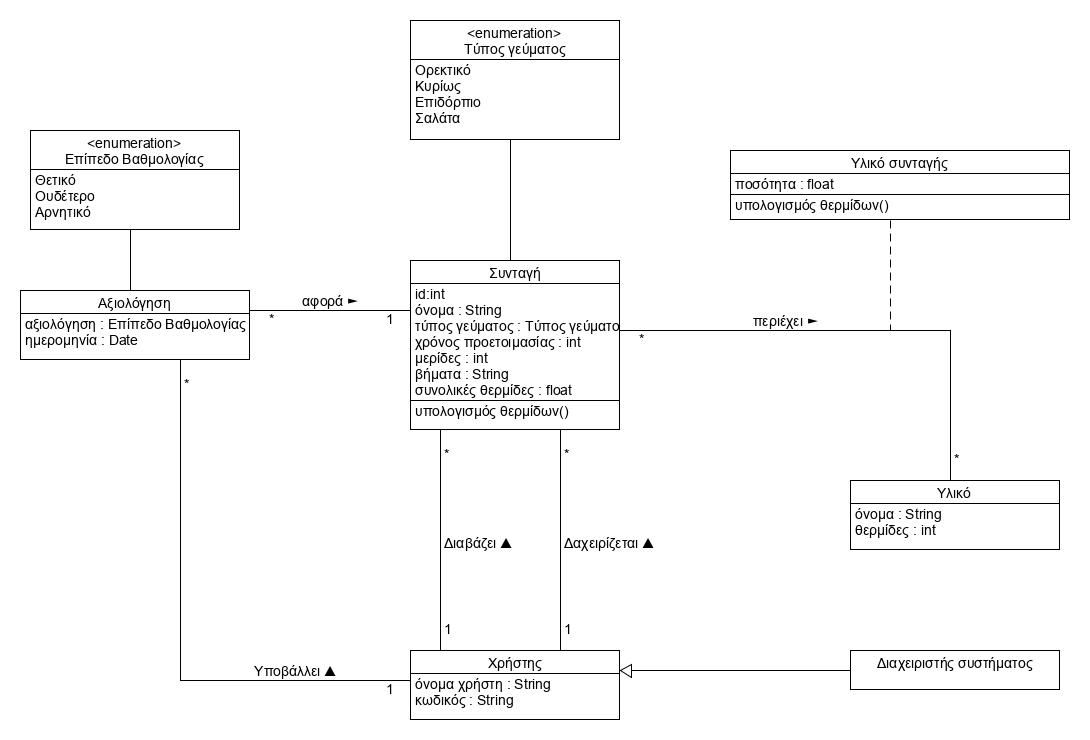 <enumeration>
Τύπος γεύματος
Ορεκτικό
Κυρίως
Επιδόρπιο
Σαλάτα
<enumeration>
Επίπεδο Βαθμολογίας
Θετικό
Ουδέτερο
Αρνητικό
Υλικό συνταγής
ποσότητα : float
υπολογισμός θερμίδων()
Αξιολόγηση
αξιολόγηση : Επίπεδο Βαθμολογίας
ημερομηνία : Date
αφορά ►
*
1
Συνταγή
id:int
όνομα : String
τύπος γεύματος : Τύπος γεύματο
χρόνος προετοιμασίας : int
μερίδες : int
βήματα : String
συνολικές θερμίδες : float
υπολογισμός θερμίδων()
περιέχει ►
*
*
Υλικό
όνομα : String
θερμίδες : int
*
*
*
Διαβάζει ▲
Δαχειρίζεται ▲
1
1
Υποβάλλει ▲
1
Χρήστης
όνομα χρήστη : String
κωδικός : String
Διαχειριστής συστήματος